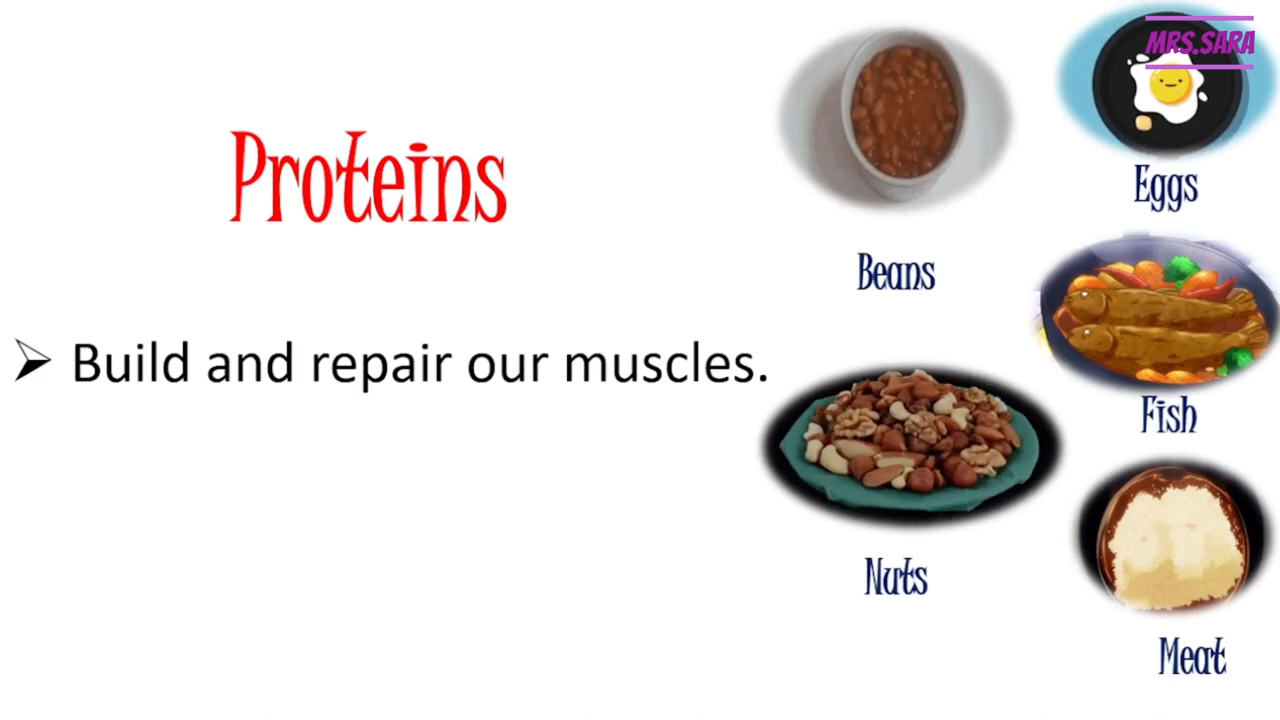 MRS.SARA
Proteins
Eggs
Beans
Build and repair our muscles.
Fish
Nuts
Meat